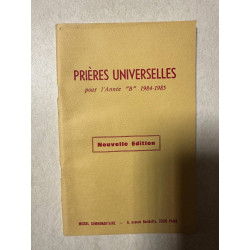 PRIÈRES UNIVERSELLES
pour l'Année "B" 1984-1985
Nouvelle Édition